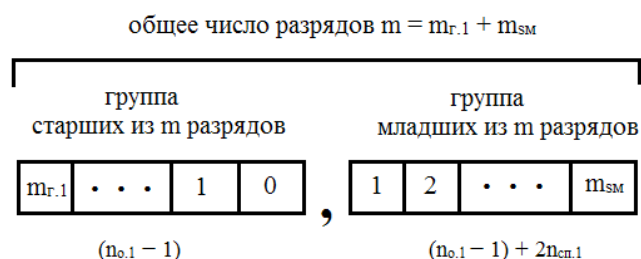 общее число разрядов m = mг.1 + msм
группа
старших из m разрядов
группа
младших из m разрядов
mг.1 • • • 1 0 , 1 2 • • • msм
(nо.1 − 1)
(nо.1 − 1) + 2nсп.1